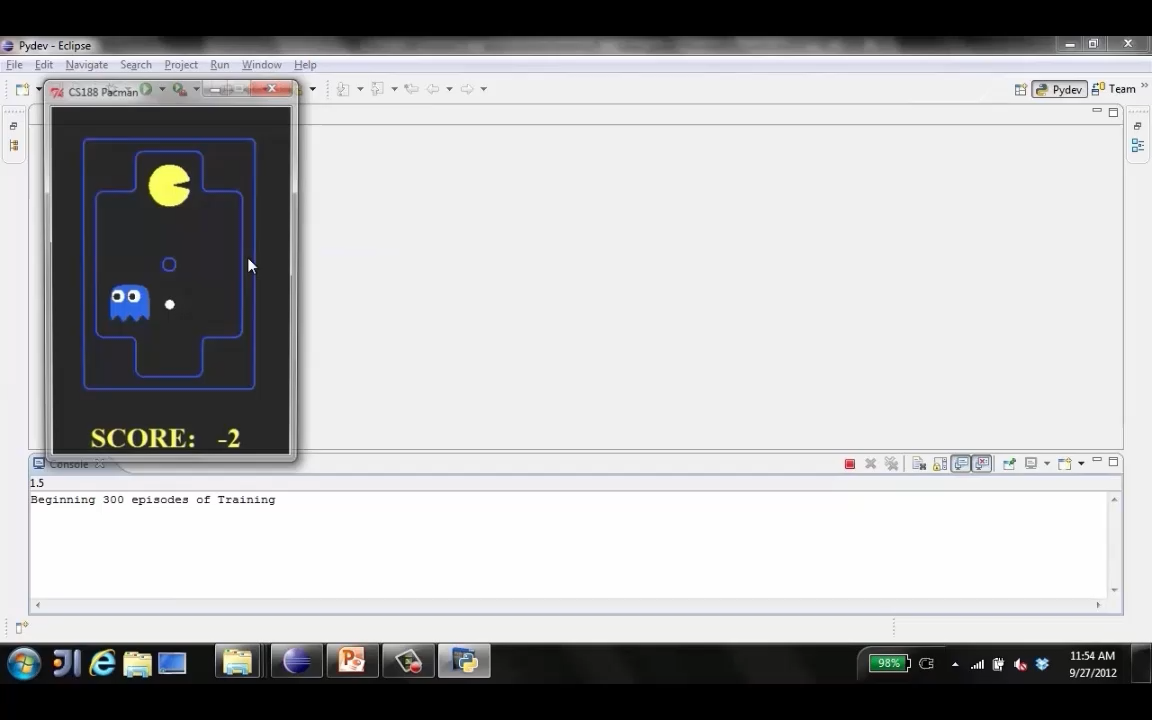 Pydev - Eclipse
File Edit Navigate Search Project Run Window Help
CS188 Pacman
Pydev
Team
SCORE: -2
Console
1.5
Beginning 300 episodes of Training
98%
11:54 AM
9/27/2012